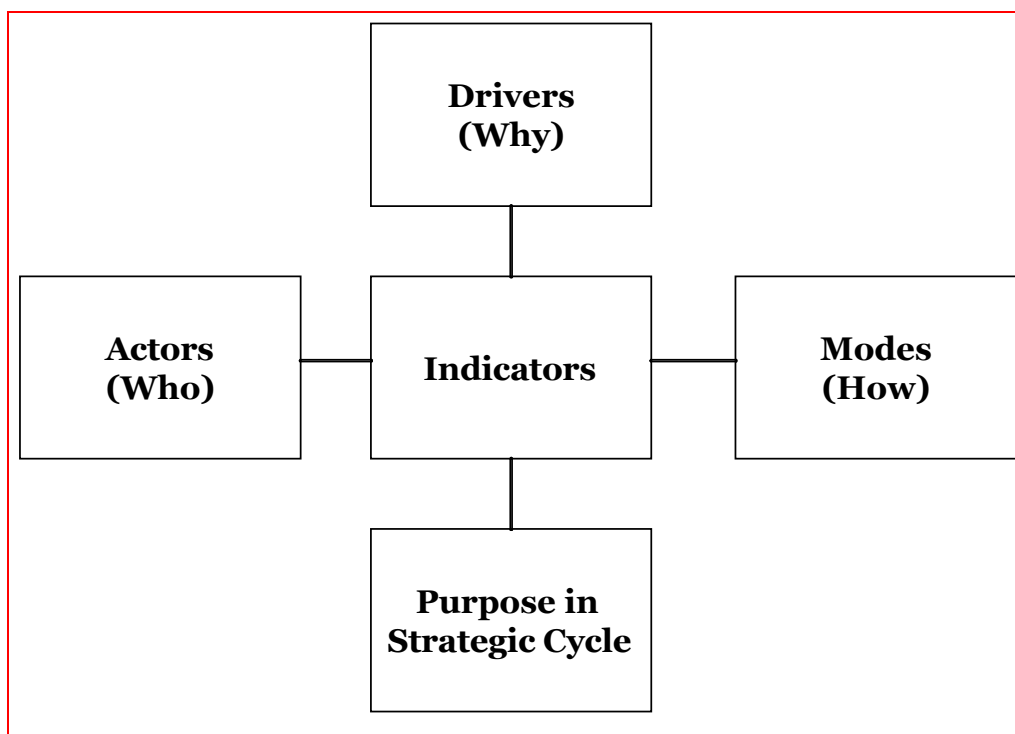 Drivers
(Why)
Actors
(Who)
Indicators
Modes
(How)
Purpose in
Strategic Cycle